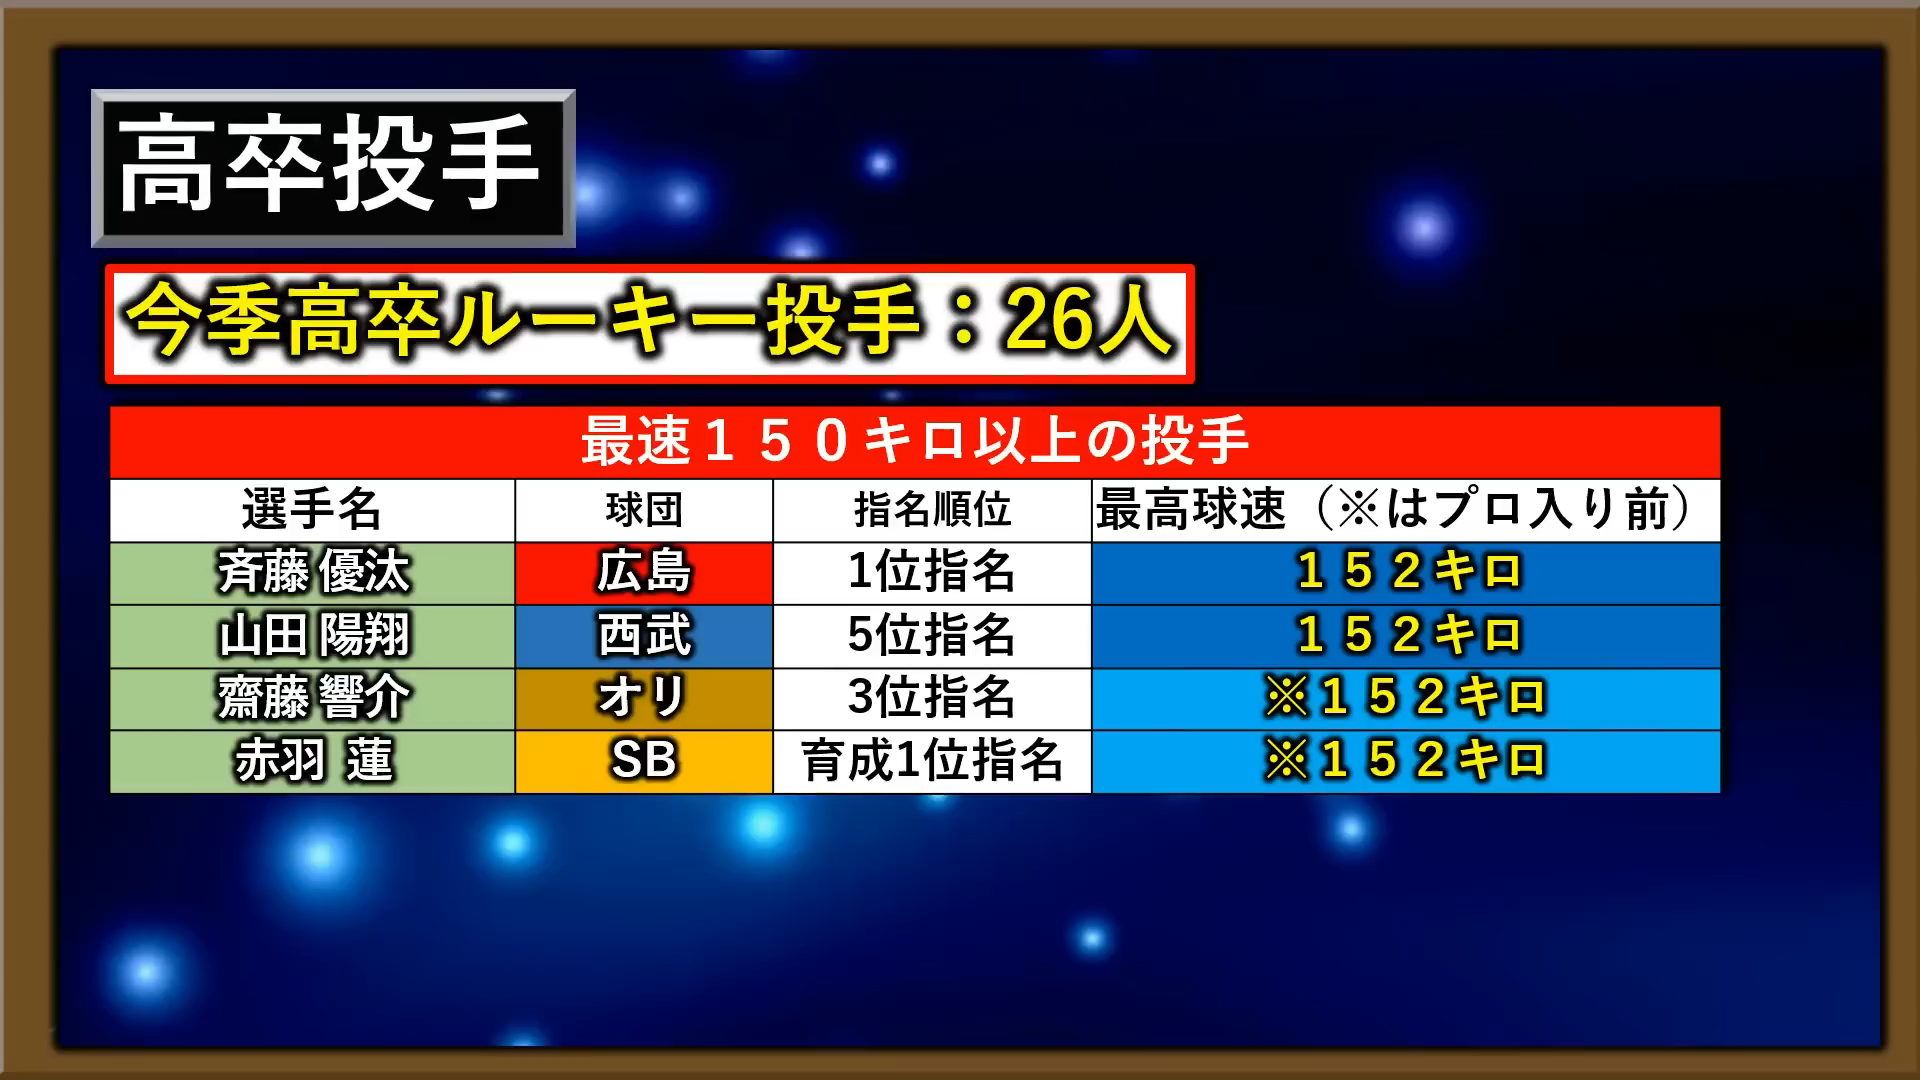 高卒投手
今季高卒ルーキー投手：26人
最速１５０キロ以上の投手
選手名 球団 指名順位 最高球速（※はプロ入り前）
斉藤 優汰 広島 1位指名 １５２キロ
山田 陽翔 西武 5位指名 １５２キロ
齋藤 響介 オリ 3位指名 ※１５２キロ
赤羽 蓮 SB 育成1位指名 ※１５２キロ